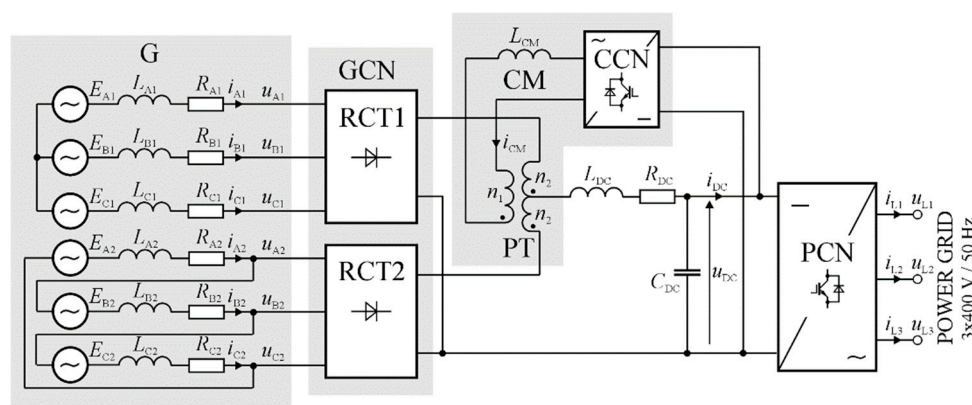 G
E_A1 L_A1 R_A1 i_A1 u_A1
E_B1 L_B1 R_B1 i_B1 u_B1
E_C1 L_C1 R_C1 i_C1 u_C1
E_A2 L_A2 R_A2 i_A2 u_A2
E_B2 L_B2 R_B2 i_B2 u_B2
E_C2 L_C2 R_C2 i_C2 u_C2
GCN
RCT1
RCT2
L_CM
CM
~ CCN −
i_CM
n_1 n_2
n_2
PT
L_DC R_DC i_DC
C_DC u_DC
−
PCN
~
i_L1 u_L1
i_L2 u_L2
i_L3 u_L3
POWER GRID
3x400 V / 50 Hz